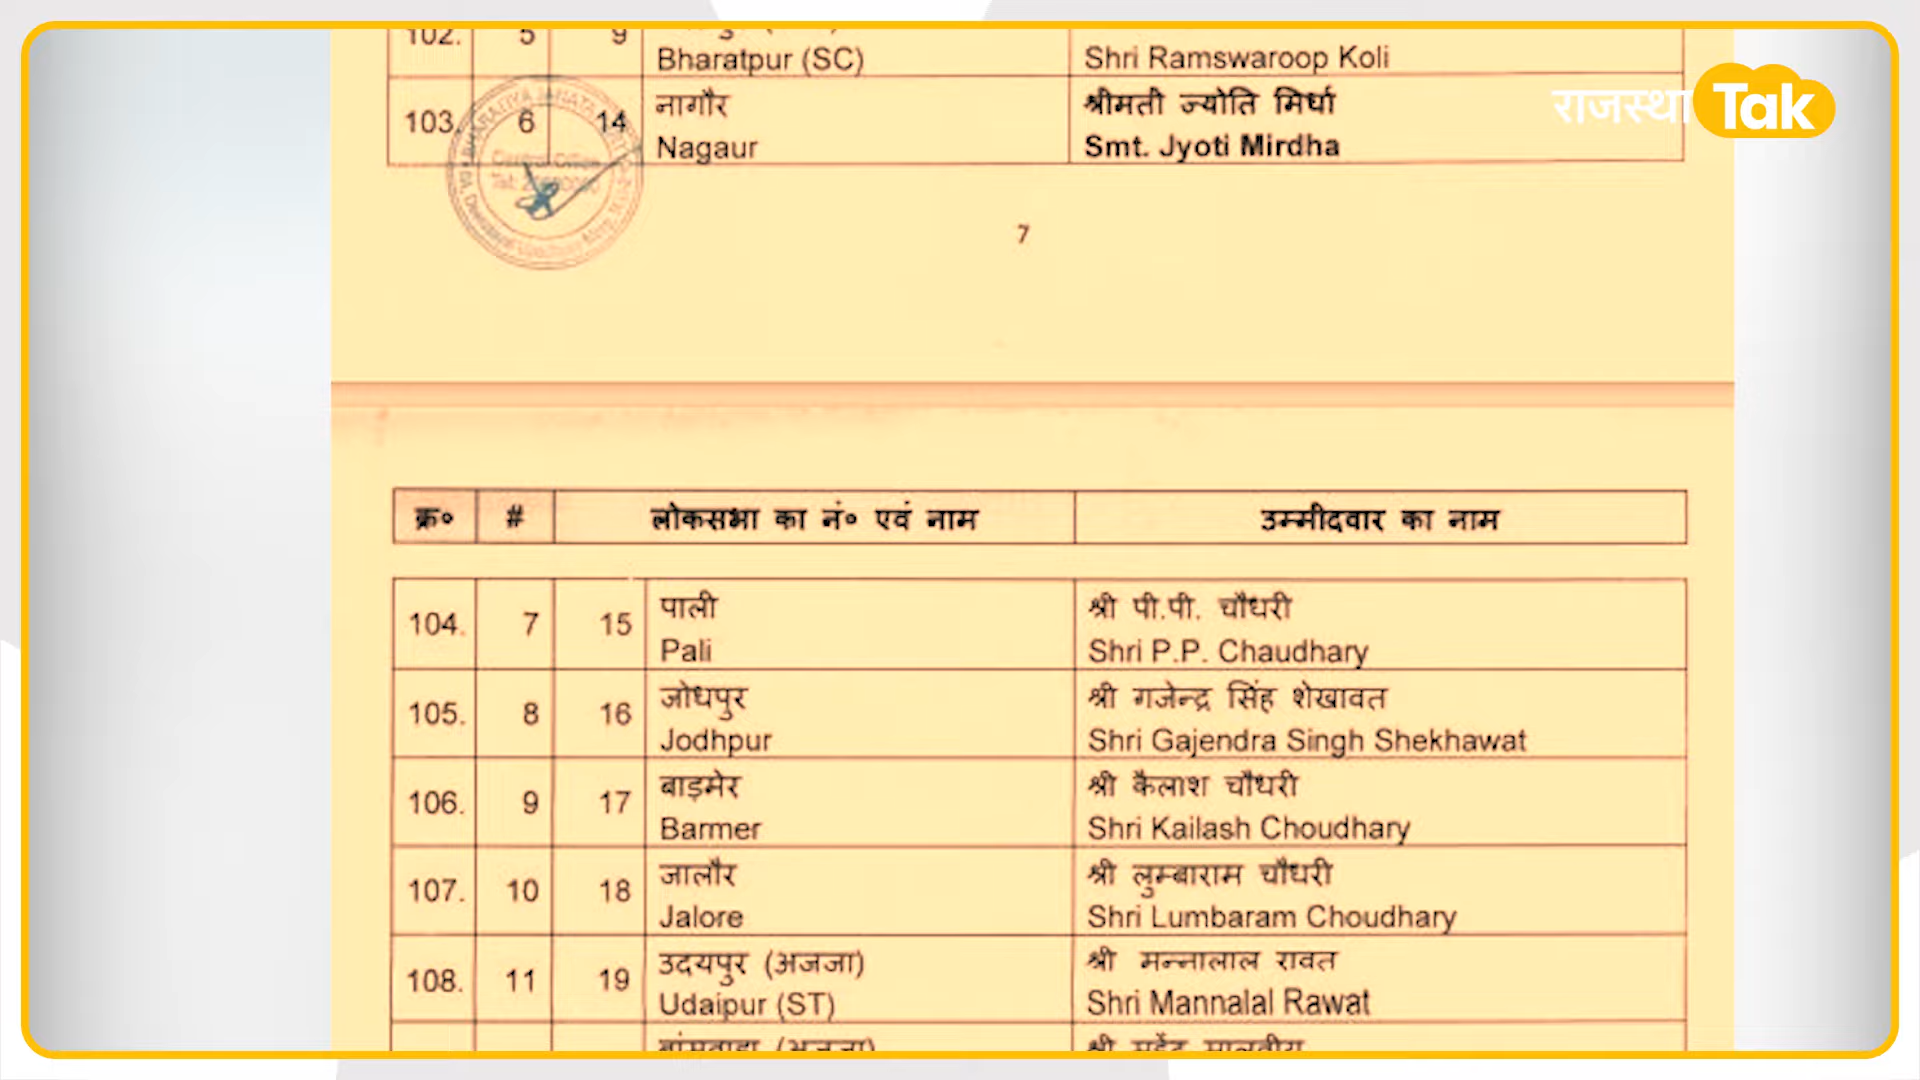 102. 5 9
Bharatpur (SC) Shri Ramswaroop Koli
राजस्था Tak
103. 6 14 नागौर श्रीमती ज्योति मिर्धा
Nagaur Smt. Jyoti Mirdha
7
क्र० # लोकसभा का नं० एवं नाम उम्मीदवार का नाम
104. 7 15 पाली श्री पी.पी. चौधरी
Pali Shri P.P. Chaudhary
105. 8 16 जोधपुर श्री गजेन्द्र सिंह शेखावत
Jodhpur Shri Gajendra Singh Shekhawat
106. 9 17 बाड़मेर श्री कैलाश चौधरी
Barmer Shri Kailash Choudhary
107. 10 18 जालौर श्री लुम्बाराम चौधरी
Jalore Shri Lumbaram Choudhary
108. 11 19 उदयपुर (अजजा) श्री मन्नालाल रावत
Udaipur (ST) Shri Mannalal Rawat